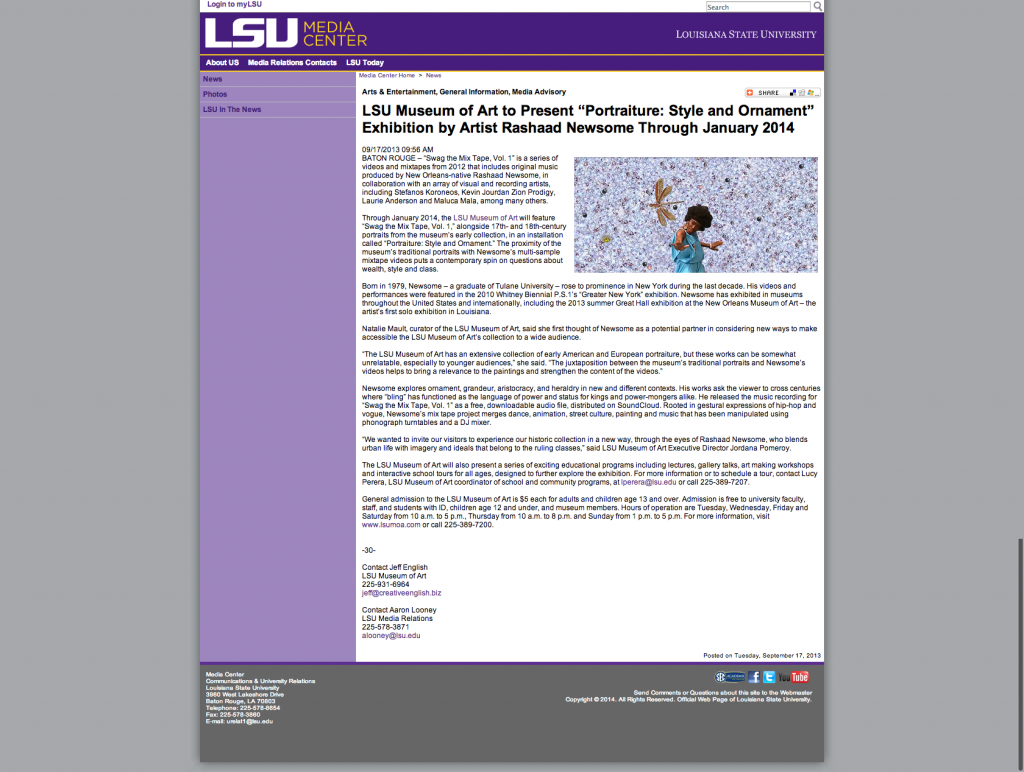 Login to myLSU
Search
LSU MEDIA CENTER
LOUISIANA STATE UNIVERSITY
About US Media Relations Contacts LSU Today
News
Photos
LSU In The News
Media Center Home > News
Arts & Entertainment, General Information, Media Advisory
SHARE
LSU Museum of Art to Present “Portraiture: Style and Ornament”
Exhibition by Artist Rashaad Newsome Through January 2014
09/17/2013 09:56 AM
BATON ROUGE – “Swag the Mix Tape, Vol. 1” is a series of
videos and mixtapes from 2012 that includes original music
produced by New Orleans-native Rashaad Newsome, in
collaboration with an array of visual and recording artists,
including Stefanos Koroneos, Kevin Jourdan Zion Prodigy,
Laurie Anderson and Maluca Mala, among many others.
Through January 2014, the LSU Museum of Art will feature
“Swag the Mix Tape, Vol. 1,” alongside 17th- and 18th-century
portraits from the museum’s early collection, in an installation
called “Portraiture: Style and Ornament.” The proximity of the
museum’s traditional portraits with Newsome’s multi-sample
mixtape videos puts a contemporary spin on questions about
wealth, style and class.
Born in 1979, Newsome – a graduate of Tulane University – rose to prominence in New York during the last decade. His videos and
performances were featured in the 2010 Whitney Biennial P.S.1’s “Greater New York” exhibition. Newsome has exhibited in museums
throughout the United States and internationally, including the 2013 summer Great Hall exhibition at the New Orleans Museum of Art – the
artist’s first solo exhibition in Louisiana.
Natalie Mault, curator of the LSU Museum of Art, said she first thought of Newsome as a potential partner in considering new ways to make
accessible the LSU Museum of Art’s collection to a wide audience.
“The LSU Museum of Art has an extensive collection of early American and European portraiture, but these works can be somewhat
unrelatable, especially to younger audiences,” she said. “The juxtaposition between the museum’s traditional portraits and Newsome’s
videos helps to bring a relevance to the paintings and strengthen the content of the videos.”
Newsome explores ornament, grandeur, aristocracy, and heraldry in new and different contexts. His works ask the viewer to cross centuries
where “bling” has functioned as the language of power and status for kings and power-mongers alike. He released the music recording for
“Swag the Mix Tape, Vol. 1” as a free, downloadable audio file, distributed on SoundCloud. Rooted in gestural expressions of hip-hop and
vogue, Newsome’s mix tape project merges dance, animation, street culture, painting and music that has been manipulated using
phonograph turntables and a DJ mixer.
“We wanted to invite our visitors to experience our historic collection in a new way, through the eyes of Rashaad Newsome, who blends
urban life with imagery and ideals that belong to the ruling classes,” said LSU Museum of Art Executive Director Jordana Pomeroy.
The LSU Museum of Art will also present a series of exciting educational programs including lectures, gallery talks, art making workshops
and interactive school tours for all ages, designed to further explore the exhibition. For more information or to schedule a tour, contact Lucy
Perera, LSU Museum of Art coordinator of school and community programs, at lperera@lsu.edu or call 225-389-7207.
General admission to the LSU Museum of Art is $5 each for adults and children age 13 and over. Admission is free to university faculty,
staff, and students with ID, children age 12 and under, and museum members. Hours of operation are Tuesday, Wednesday, Friday and
Saturday from 10 a.m. to 5 p.m., Thursday from 10 a.m. to 8 p.m. and Sunday from 1 p.m. to 5 p.m. For more information, visit
www.lsumoa.com or call 225-389-7200.
-30-
Contact Jeff English
LSU Museum of Art
225-931-6964
jeff@creativeenglish.biz
Contact Aaron Looney
LSU Media Relations
225-578-3871
alooney@lsu.edu
Posted on Tuesday, September 17, 2013
Media Center
Communications & University Relations
Louisiana State University
3960 West Lakeshore Drive
Baton Rouge, LA 70803
Telephone: 225-578-8654
Fax: 225-578-3860
E-mail: urelat1@lsu.edu
You Tube
Send Comments or Questions about this site to the Webmaster
Copyright © 2014. All Rights Reserved. Official Web Page of Louisiana State University.